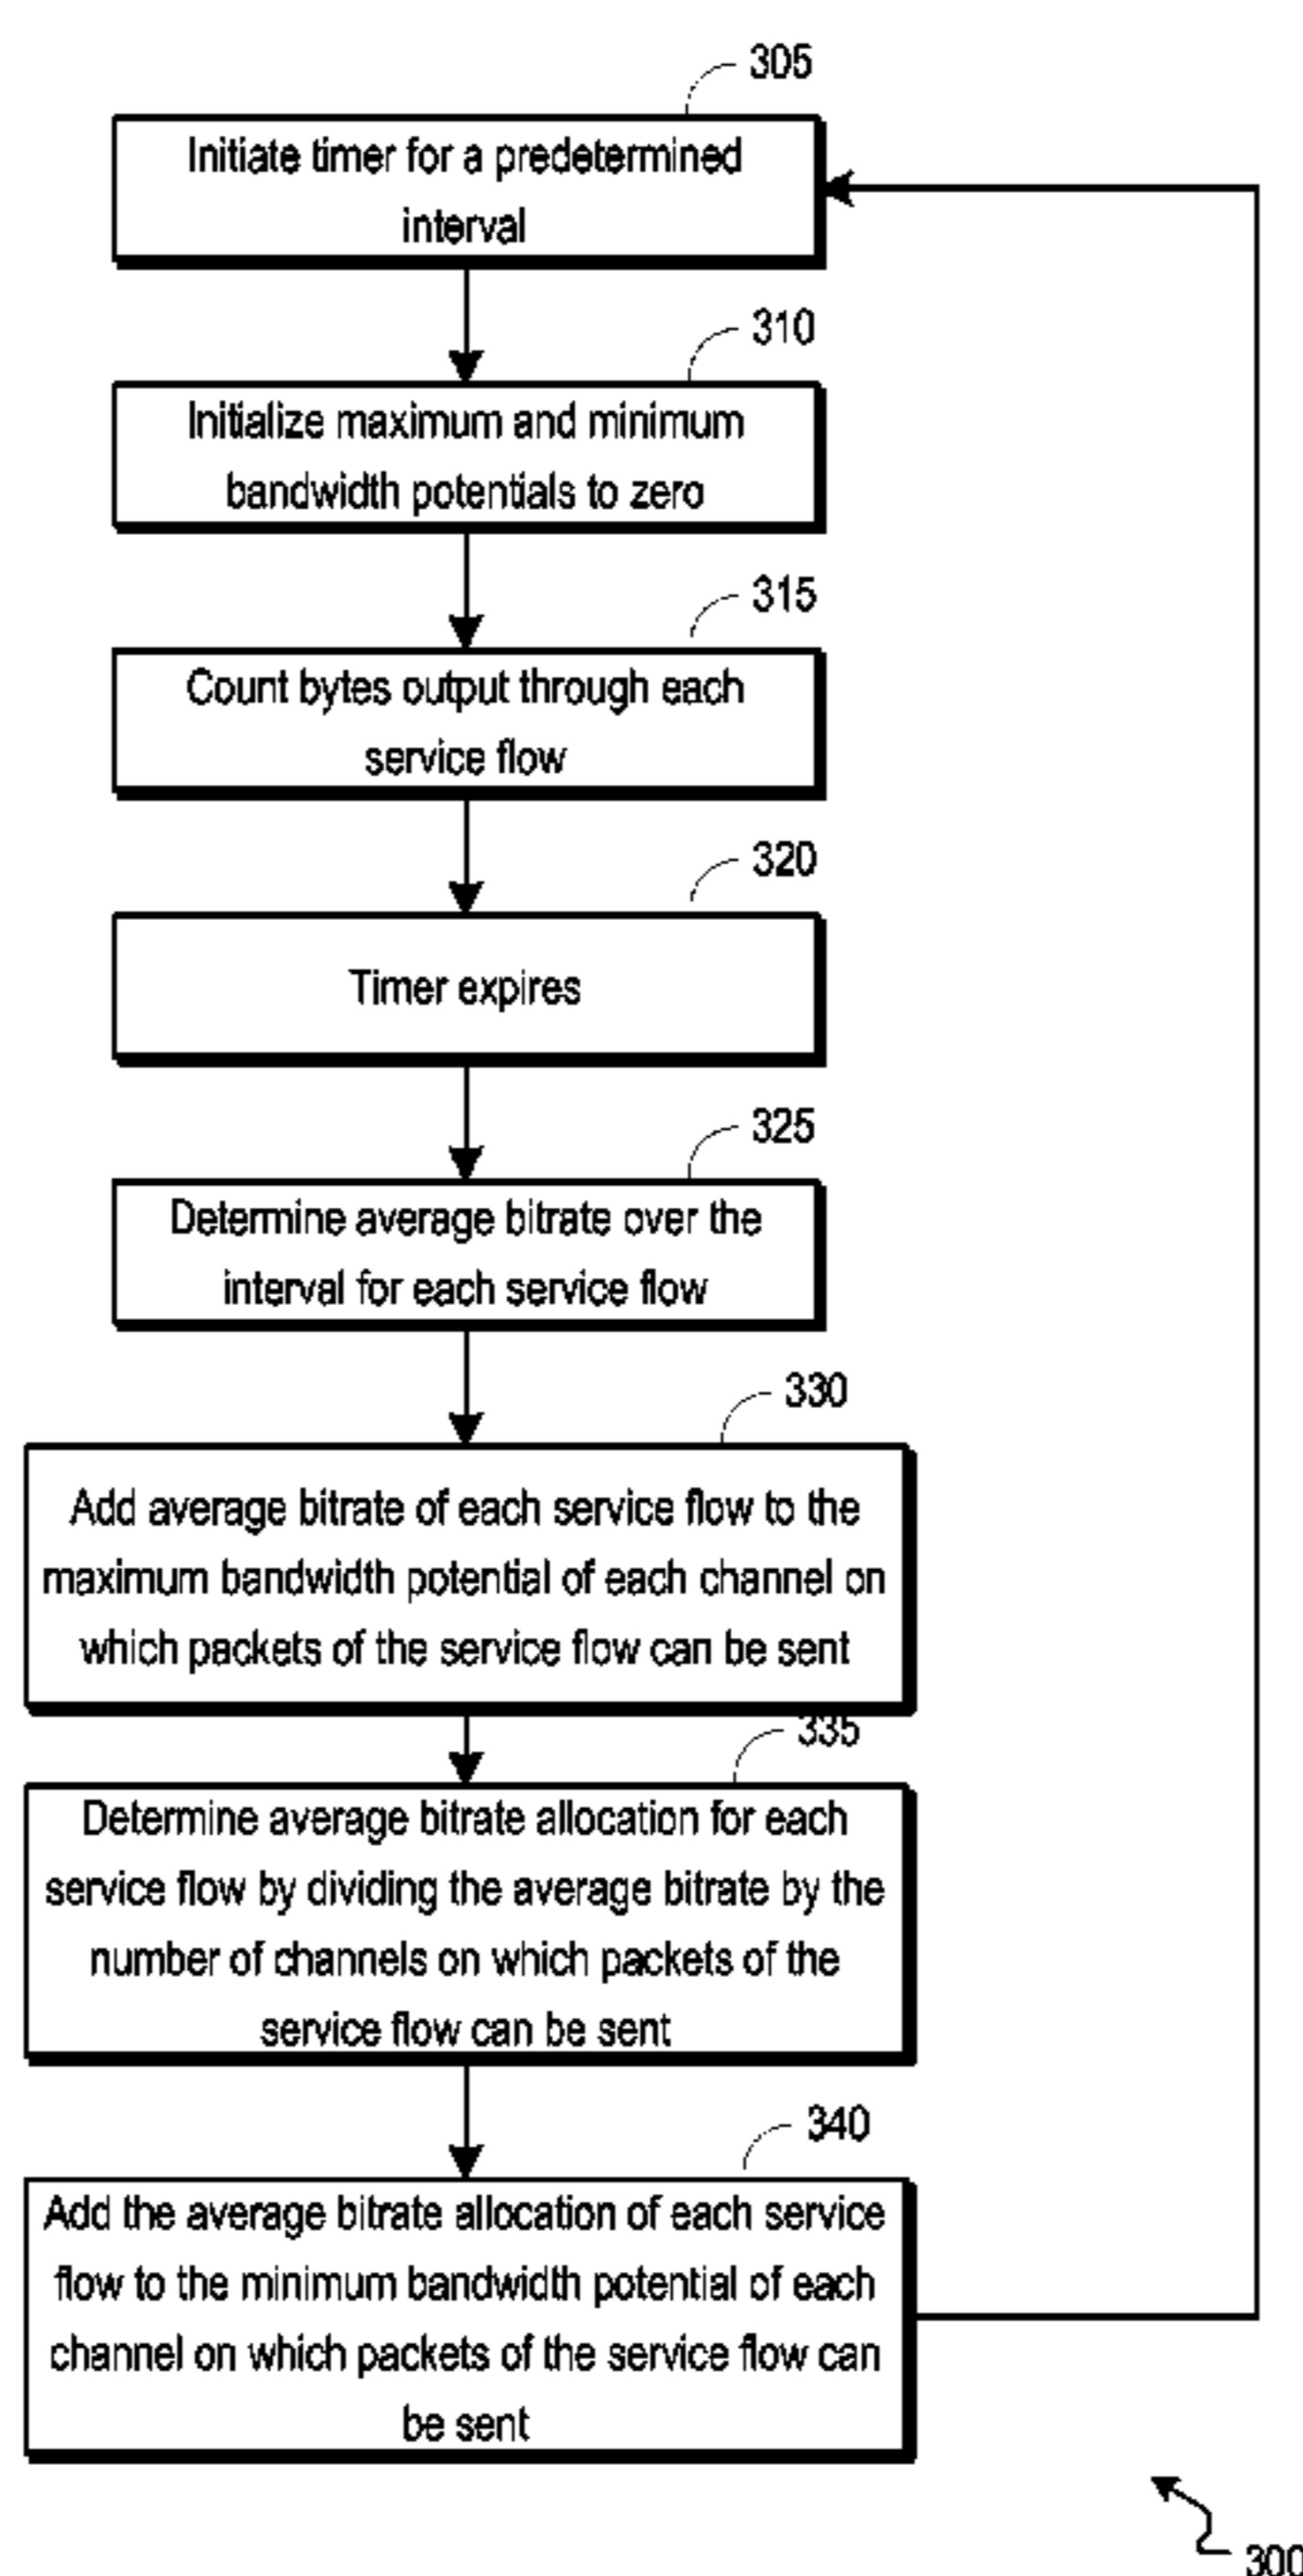 305
Initiate timer for a predetermined
interval
310
Initialize maximum and minimum
bandwidth potentials to zero
315
Count bytes output through each
service flow
320
Timer expires
325
Determine average bitrate over the
interval for each service flow
330
Add average bitrate of each service flow to the
maximum bandwidth potential of each channel on
which packets of the service flow can be sent
335
Determine average bitrate allocation for each
service flow by dividing the average bitrate by the
number of channels on which packets of the
service flow can be sent
340
Add the average bitrate allocation of each service
flow to the minimum bandwidth potential of each
channel on which packets of the service flow can
be sent
300